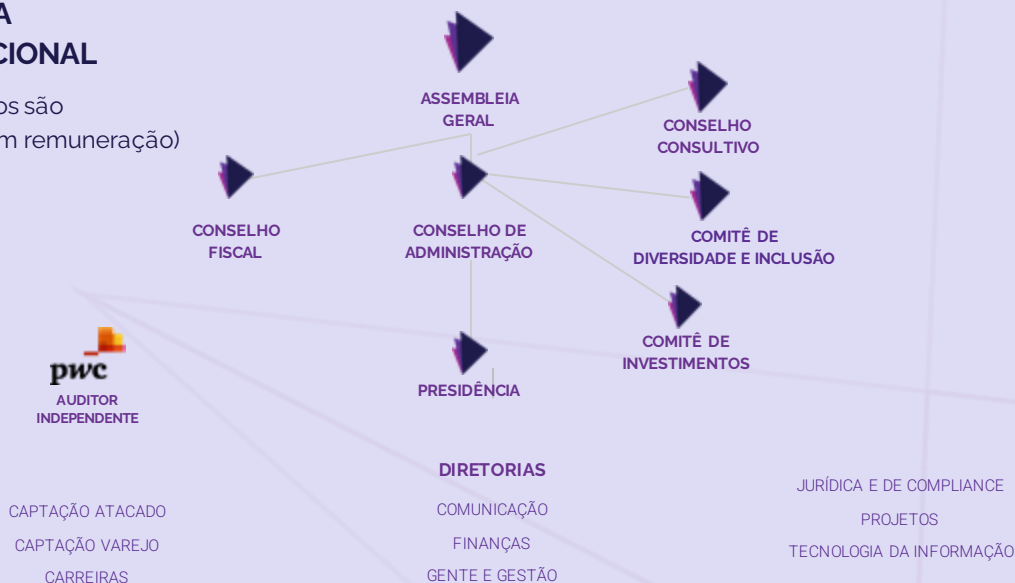 A
CIONAL
os são
m remuneração)
ASSEMBLEIA
GERAL
CONSELHO
CONSULTIVO
CONSELHO
FISCAL
CONSELHO DE
ADMINISTRAÇÃO
COMITÊ DE
DIVERSIDADE E INCLUSÃO
COMITÊ DE
INVESTIMENTOS
PRESIDÊNCIA
pwc
AUDITOR
INDEPENDENTE
DIRETORIAS
CAPTAÇÃO ATACADO
CAPTAÇÃO VAREJO
CARREIRAS
COMUNICAÇÃO
FINANÇAS
GENTE E GESTÃO
JURÍDICA E DE COMPLIANCE
PROJETOS
TECNOLOGIA DA INFORMAÇÃO